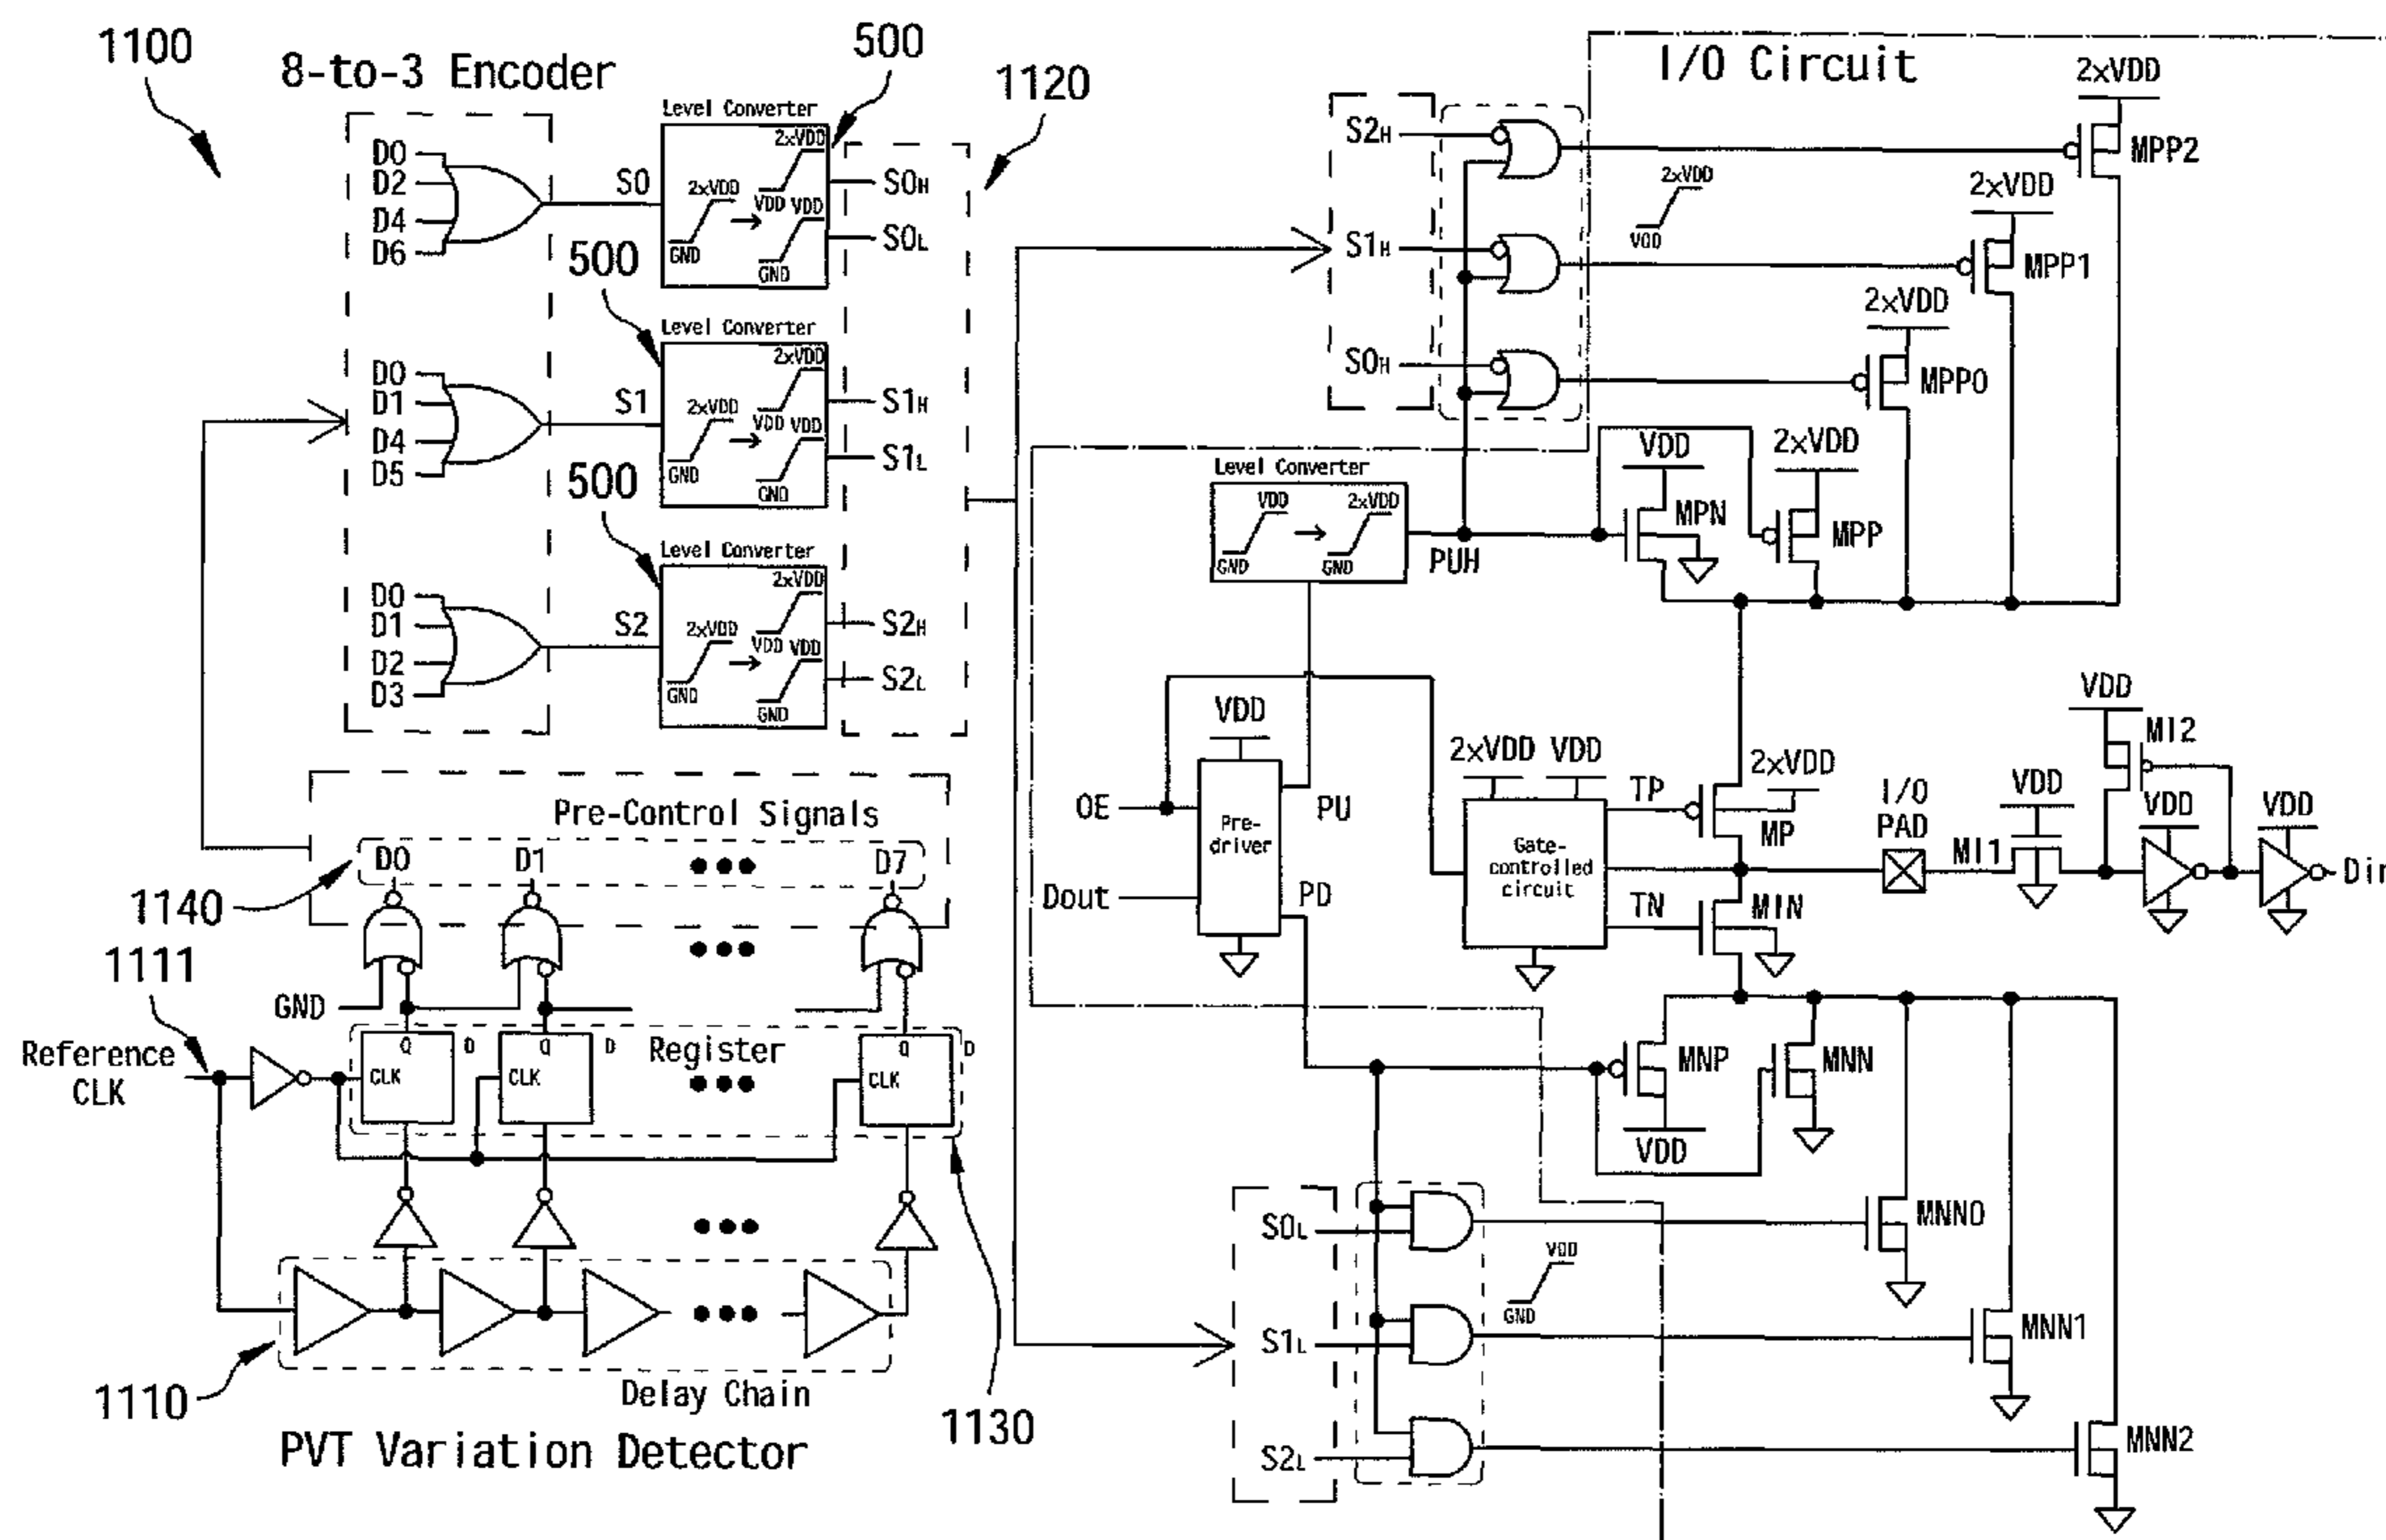 1100
8-to-3 Encoder
500
1120
I/O Circuit
D0
D2
D4
D6
S0
Level Converter
2xVDD
GND
2xVDD
VDD
VDD
GND
S0H
S0L
500
D0
D1
D4
D5
S1
Level Converter
2xVDD
GND
2xVDD
VDD
VDD
GND
S1H
S1L
500
D0
D1
D2
D3
S2
Level Converter
2xVDD
GND
2xVDD
VDD
VDD
GND
S2H
S2L
Pre-Control Signals
D0
D1
D7
1140
1111
GND
Reference
CLK
Q
D
CLK
Q
D
CLK
Register
Q
D
CLK
1110
Delay Chain
1130
PVT Variation Detector
S2H
S1H
S0H
2xVDD
VDD
2xVDD
MPP2
2xVDD
MPP1
2xVDD
MPP0
Level Converter
VDD
GND
2xVDD
GND
PUH
VDD
MPN
2xVDD
MPP
OE
Dout
VDD
Pre-
driver
PU
PD
2xVDD
VDD
Gate-
controlled
circuit
TP
TN
2xVDD
MP
MIN
I/O
PAD
MI1
VDD
VDD
MI2
VDD
VDD
Din
MNP
VDD
MNN
S0L
S1L
S2L
VDD
GND
MNN0
MNN1
MNN2